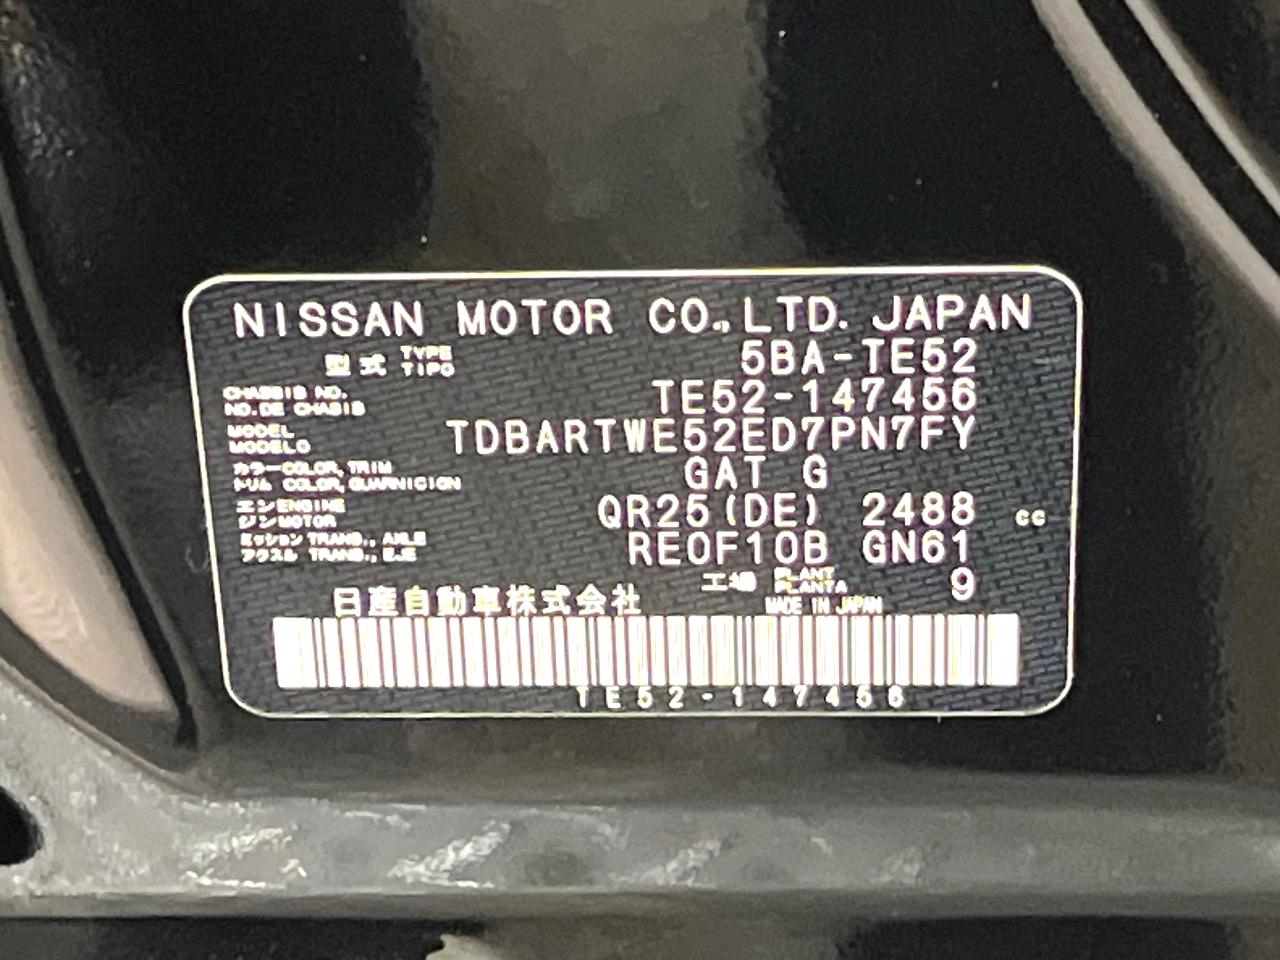 NISSAN MOTOR CO.,LTD. JAPAN
型式 TYPE TIPO 5BA-TE52
CHASSIS NO. NO.DE CHASIS TE52-147456
MODEL MODELO TDBARTWE52ED7PN7FY
カラー COLOR, TRIM トリム COLOR, GUARNICION GAT G
エンジン ENGINE MOTOR QR25(DE) 2488 cc
ミッション TRANS., AXLE アクスル TRANS., EJE RE0F10B GN61
工場 PLANT PLANTA 9
日産自動車株式会社 MADE IN JAPAN
TE52-147456